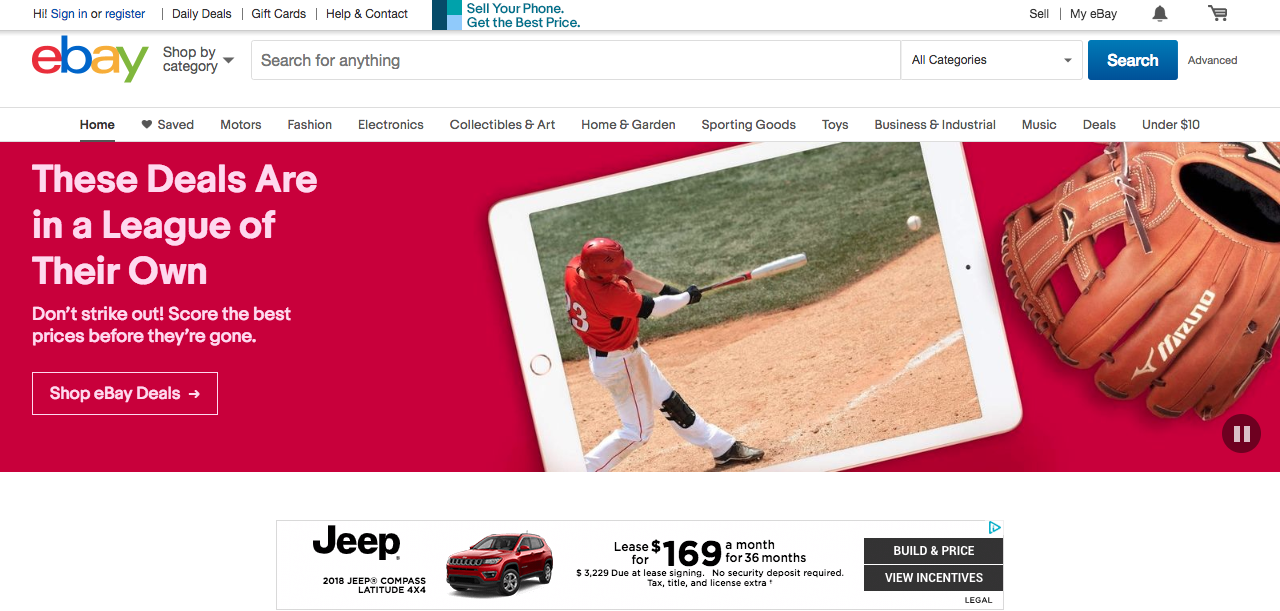 Hi! Sign in or register
Daily Deals
Gift Cards
Help & Contact
Sell Your Phone.
Get the Best Price.
Sell
My eBay
ebay
Shop by
category
Search for anything
All Categories
Search
Advanced
Home
Saved
Motors
Fashion
Electronics
Collectibles & Art
Home & Garden
Sporting Goods
Toys
Business & Industrial
Music
Deals
Under $10
These Deals Are
in a League of
Their Own
Don't strike out! Score the best
prices before they're gone.
Shop eBay Deals →
33
MIZUNO
Jeep
2018 JEEP® COMPASS
LATITUDE 4X4
Lease
for
$169
a month
for 36 months
$ 3,229 Due at lease signing. No security deposit required.
Tax, title, and license extra †
BUILD & PRICE
VIEW INCENTIVES
LEGAL